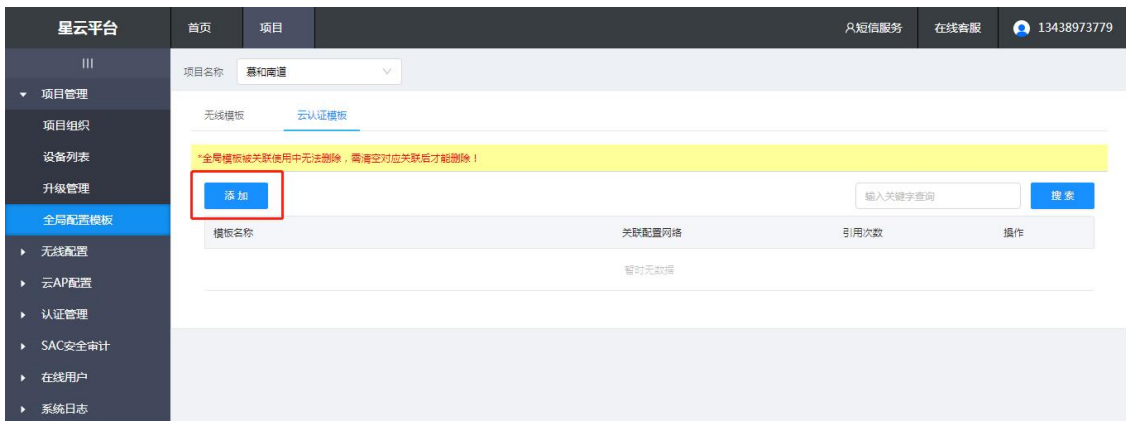 星云平台
首页
项目
短信服务
在线客服
13438973779
项目名称
慕和南道
项目管理
项目组织
设备列表
升级管理
全局配置模板
无线配置
云AP配置
认证管理
SAC安全审计
在线用户
系统日志
无线模板
云认证模板
*全局模板被关联使用中无法删除，需清空对应关联后才能删除！
添 加
输入关键字查询
搜 索
模板名称
关联配置网络
引用次数
操作
暂时无数据